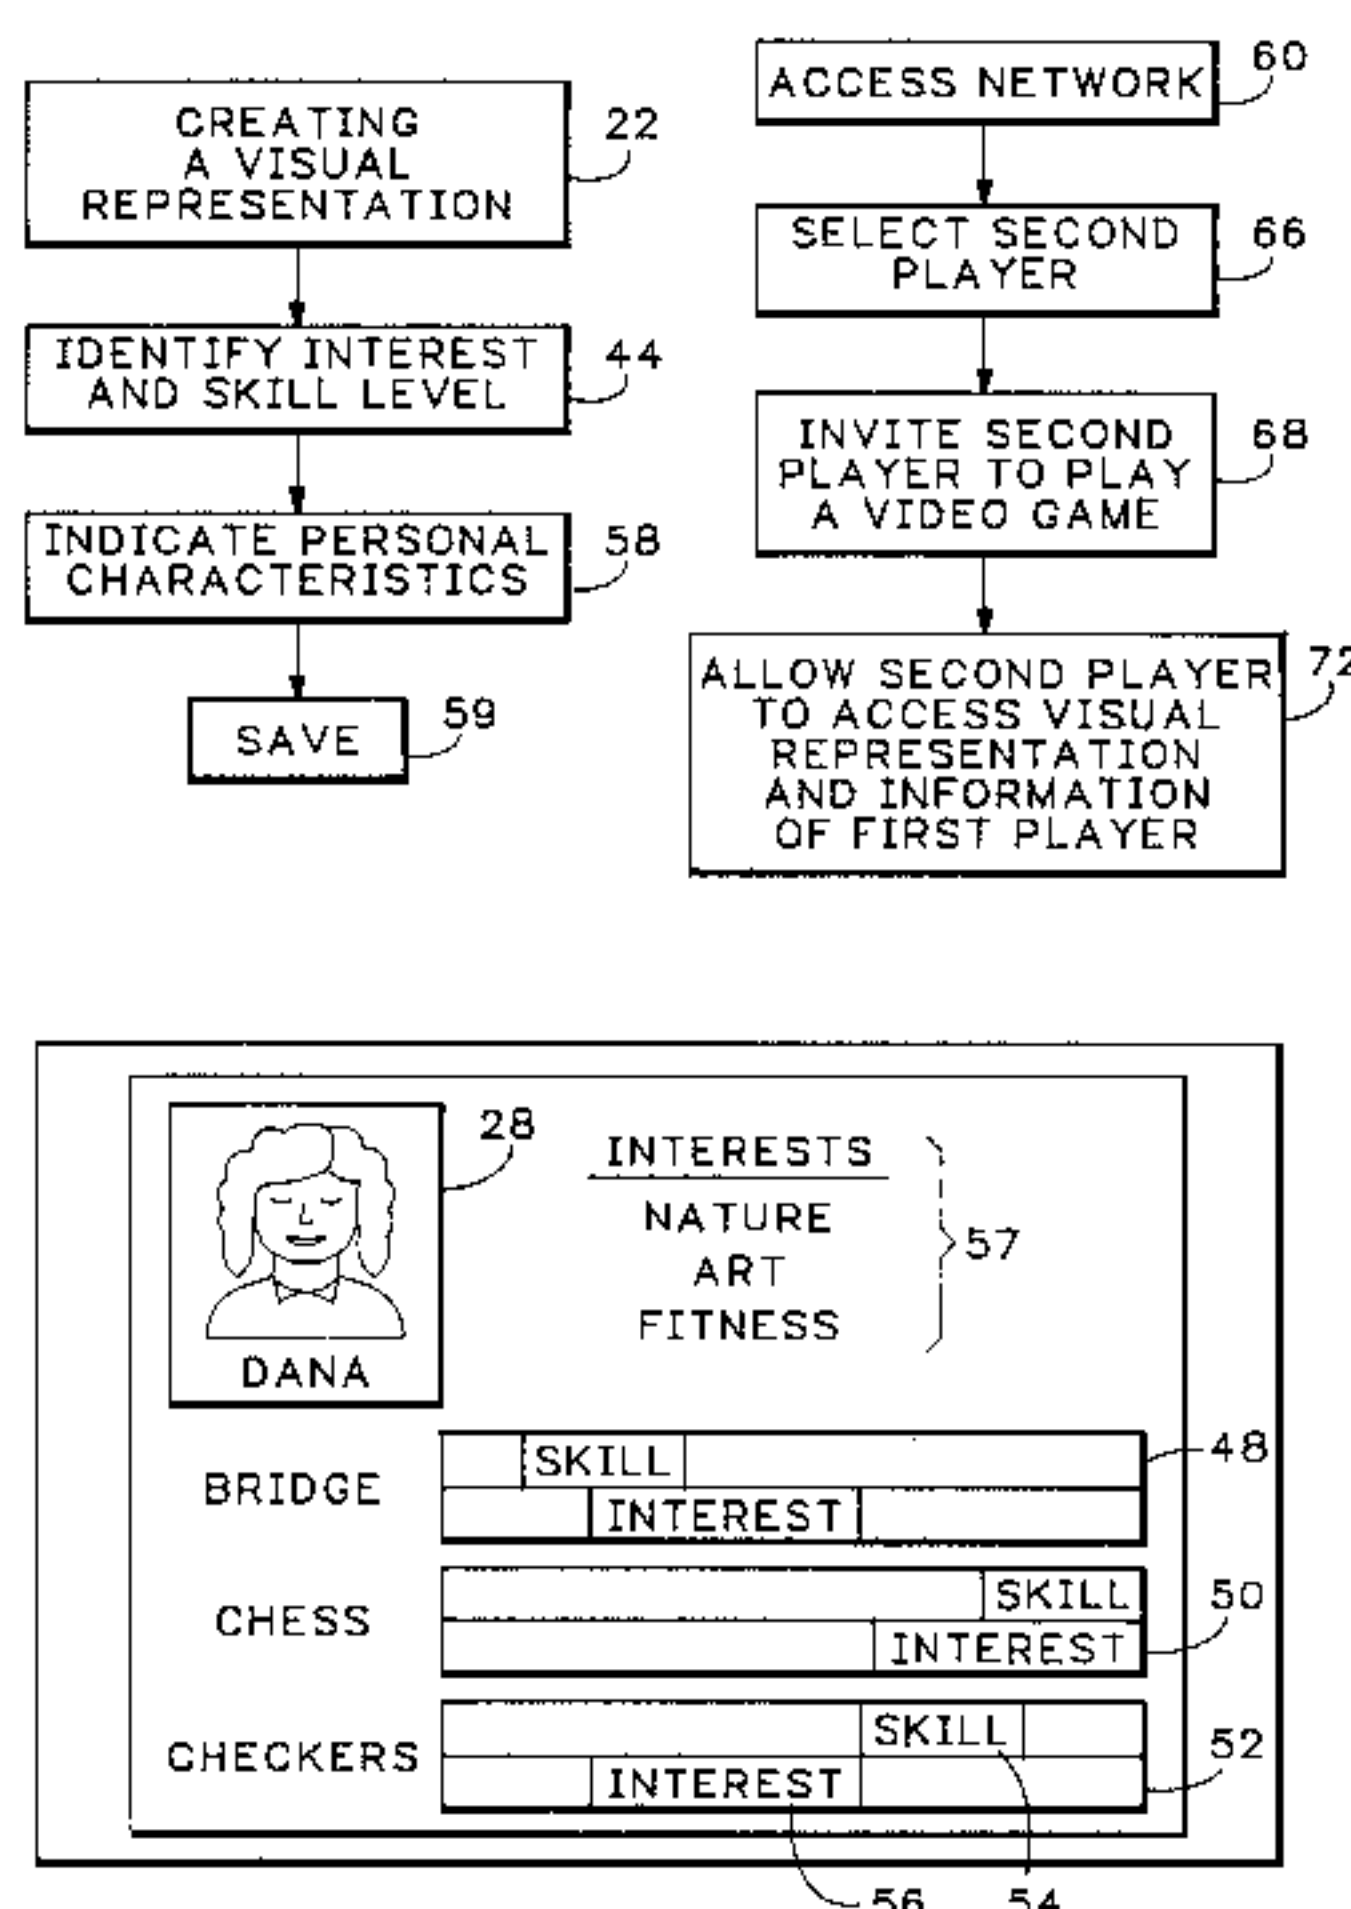 CREATING
A VISUAL
REPRESENTATION
22
IDENTIFY INTEREST
AND SKILL LEVEL
44
INDICATE PERSONAL
CHARACTERISTICS
58
SAVE
59
ACCESS NETWORK
60
SELECT SECOND
PLAYER
66
INVITE SECOND
PLAYER TO PLAY
A VIDEO GAME
68
ALLOW SECOND PLAYER
TO ACCESS VISUAL
REPRESENTATION
AND INFORMATION
OF FIRST PLAYER
72
28
DANA
INTERESTS
NATURE
ART
FITNESS
57
BRIDGE
SKILL
INTEREST
48
CHESS
SKILL
INTEREST
50
CHECKERS
SKILL
INTEREST
52
56
54